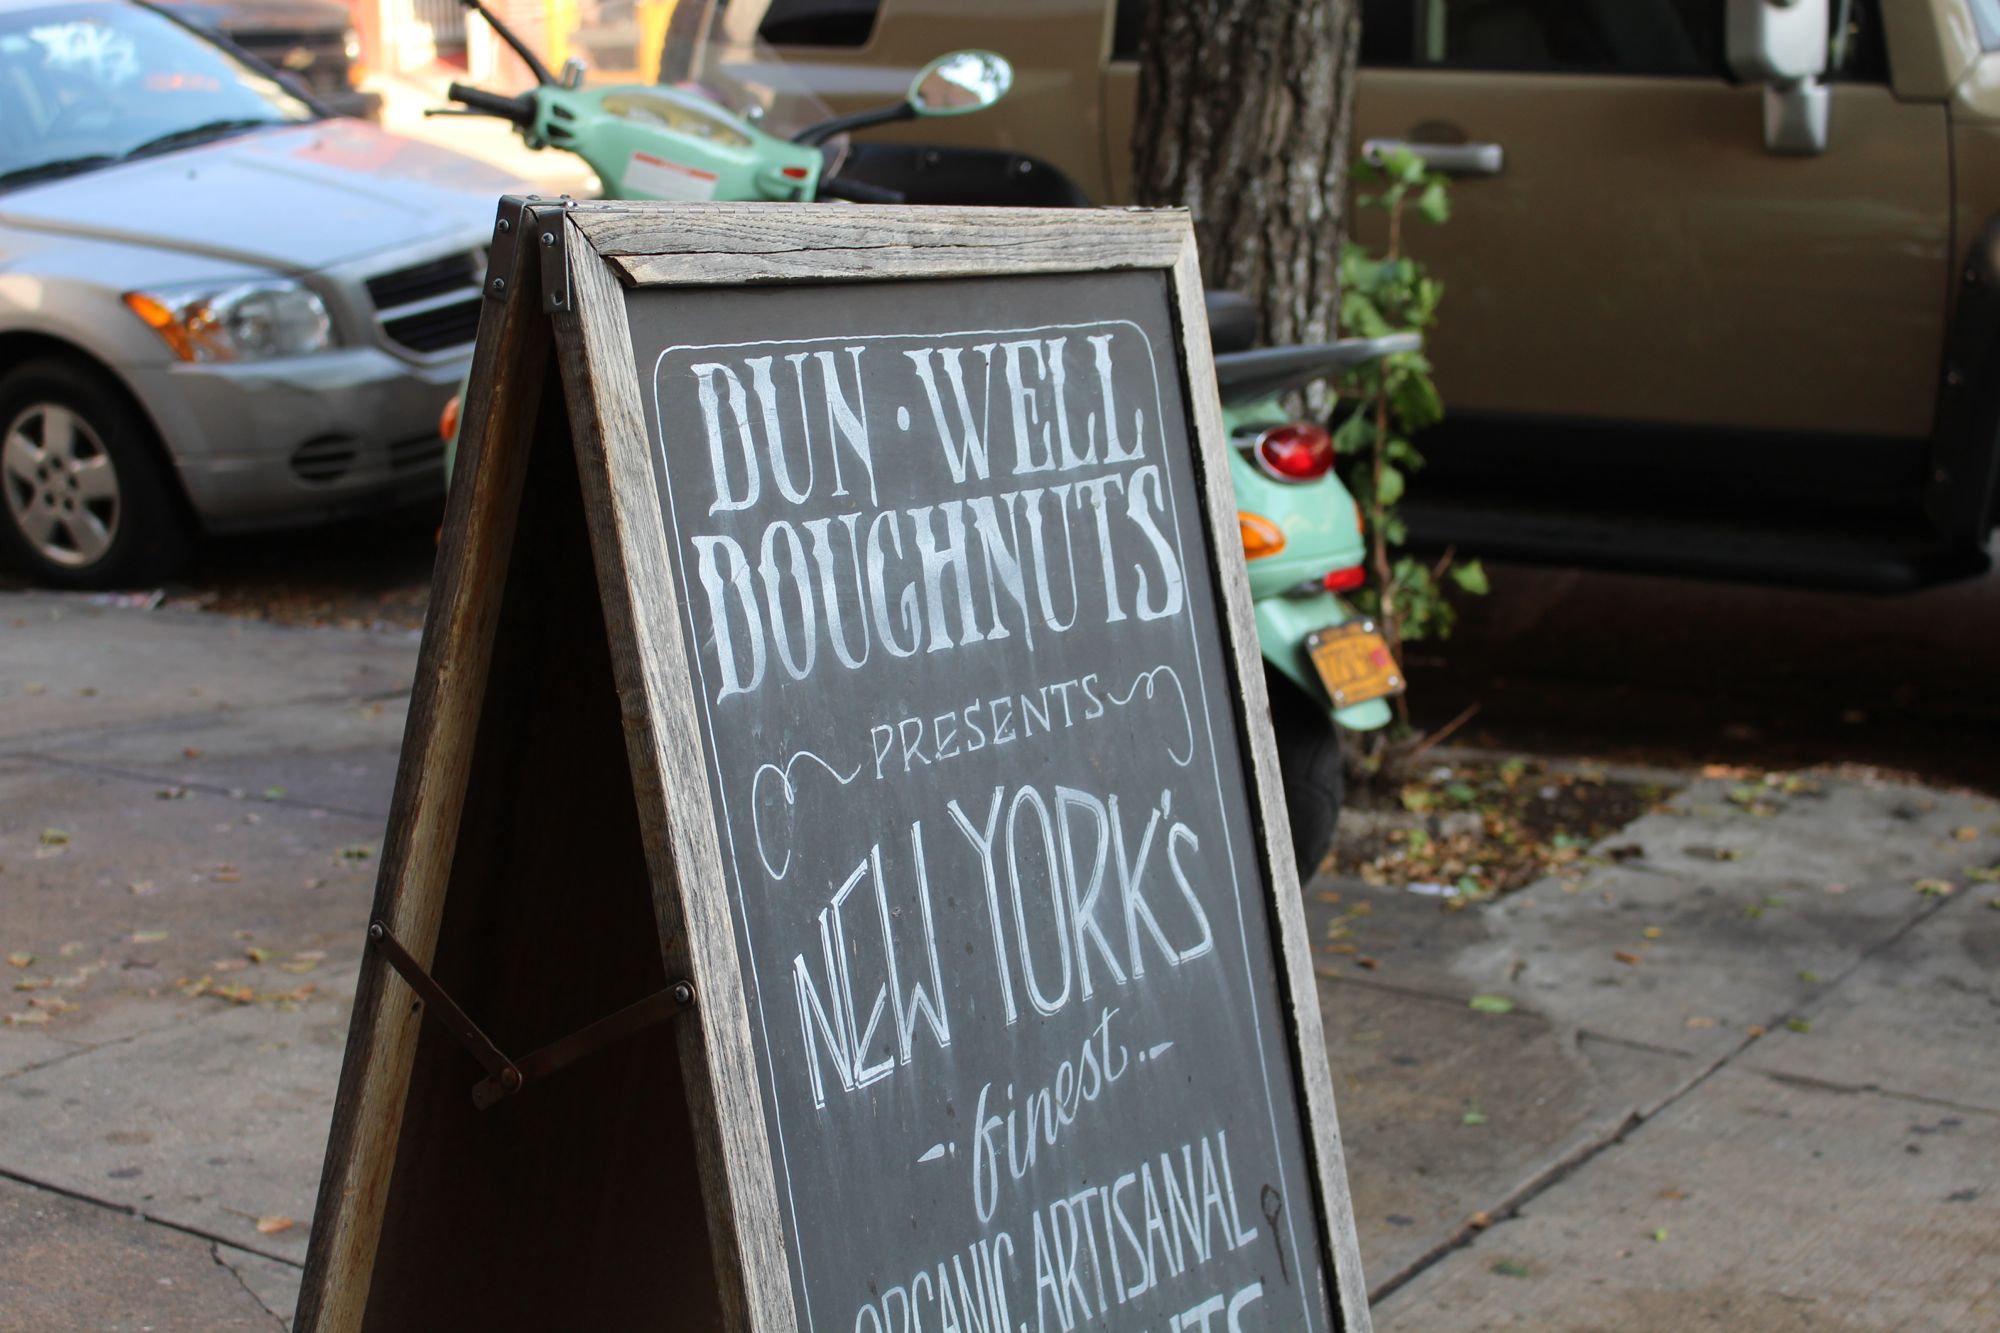 DUN·WELL
DOUGHNUTS
PRESENTS
NEW YORK'S
finest
ORGANIC ARTISANAL